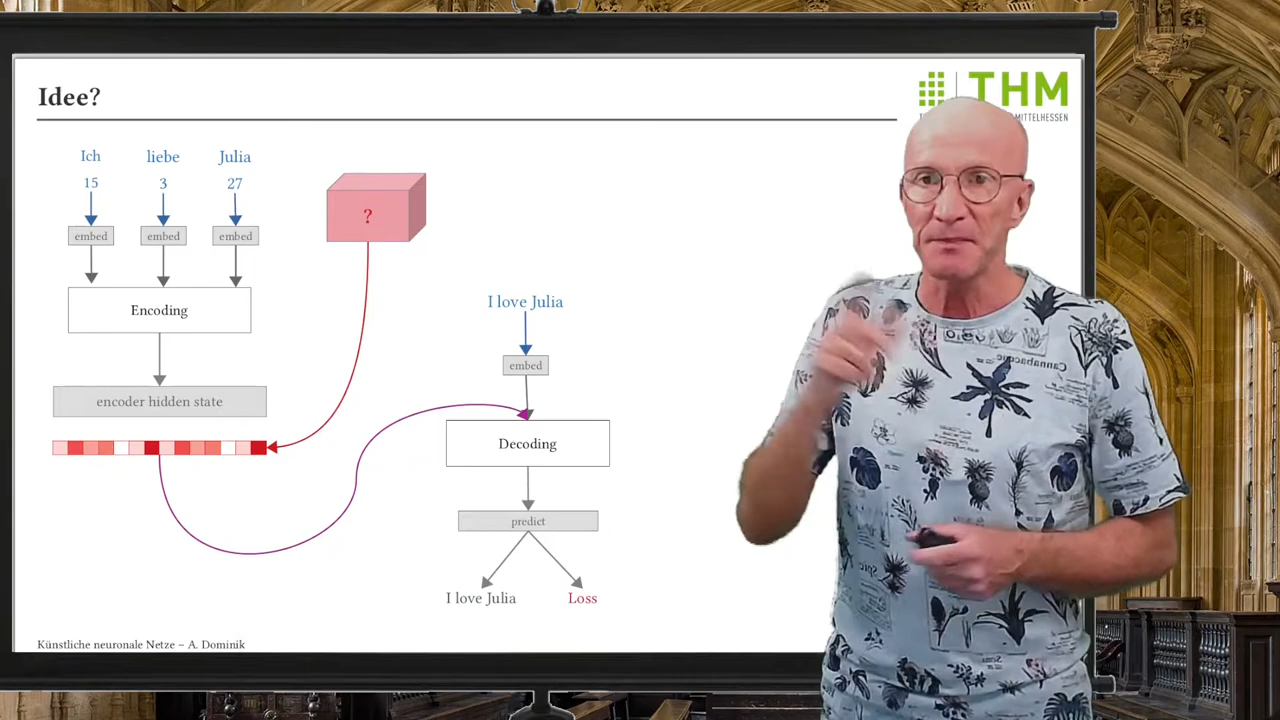 Idee?
THM
MITTELHESSEN
Ich liebe Julia
15 3 27
embed embed embed
?
Encoding
encoder hidden state
I love Julia
embed
Decoding
predict
I love Julia Loss
Künstliche neuronale Netze – A. Dominik
Cannabaceae